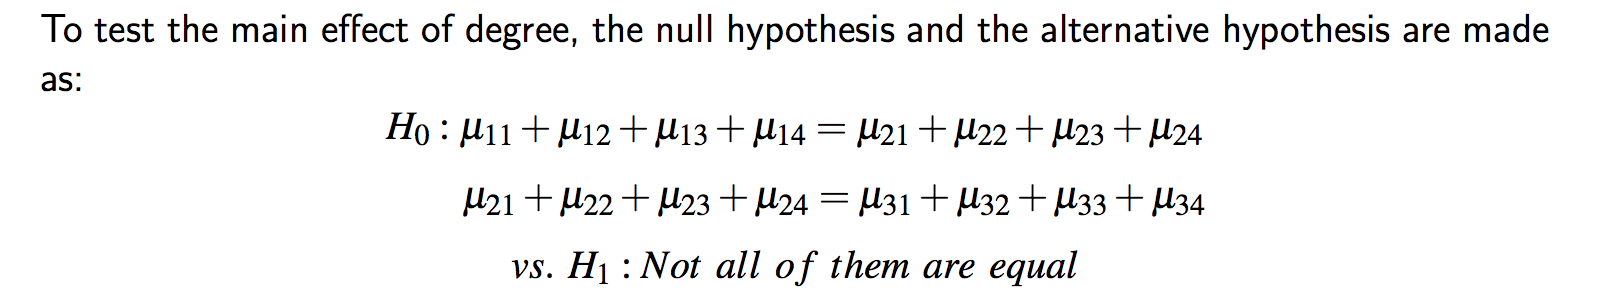 To test the main effect of degree, the null hypothesis and the alternative hypothesis are made
as:
H₀ : μ₁₁ + μ₁₂ + μ₁₃ + μ₁₄ = μ₂₁ + μ₂₂ + μ₂₃ + μ₂₄
μ₂₁ + μ₂₂ + μ₂₃ + μ₂₄ = μ₃₁ + μ₃₂ + μ₃₃ + μ₃₄
vs. H₁ : Not all of them are equal